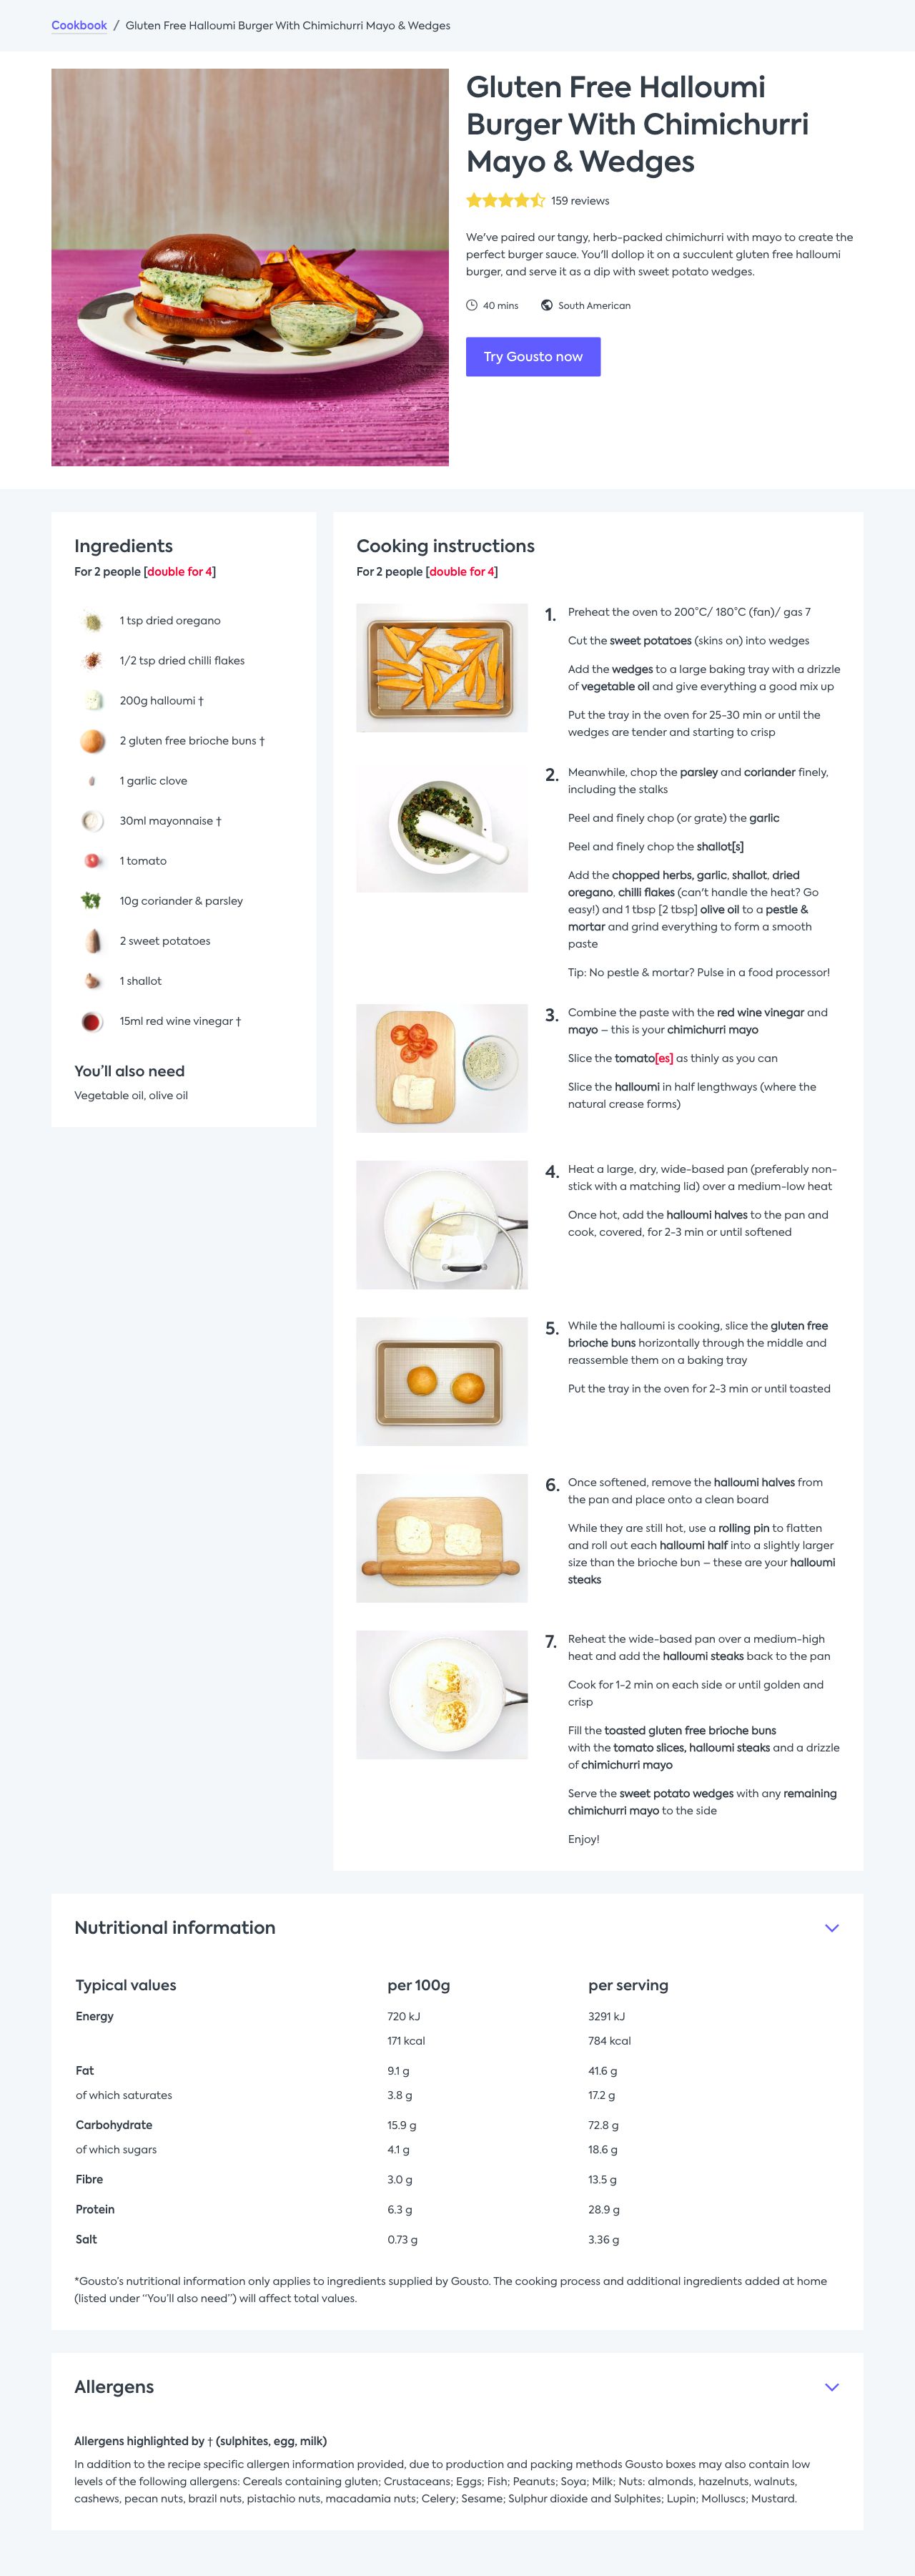 Cookbook / Gluten Free Halloumi Burger With Chimichurri Mayo & Wedges
Gluten Free Halloumi
Burger With Chimichurri
Mayo & Wedges
159 reviews
We've paired our tangy, herb-packed chimichurri with mayo to create the
perfect burger sauce. You'll dollop it on a succulent gluten free halloumi
burger, and serve it as a dip with sweet potato wedges.
40 mins South American
Try Gousto now
Ingredients
For 2 people [double for 4]
1 tsp dried oregano
1/2 tsp dried chilli flakes
200g halloumi †
2 gluten free brioche buns †
1 garlic clove
30ml mayonnaise †
1 tomato
10g coriander & parsley
2 sweet potatoes
1 shallot
15ml red wine vinegar †
You'll also need
Vegetable oil, olive oil
Cooking instructions
For 2 people [double for 4]
1. Preheat the oven to 200°C/ 180°C (fan)/ gas 7
Cut the sweet potatoes (skins on) into wedges
Add the wedges to a large baking tray with a drizzle
of vegetable oil and give everything a good mix up
Put the tray in the oven for 25-30 min or until the
wedges are tender and starting to crisp
2. Meanwhile, chop the parsley and coriander finely,
including the stalks
Peel and finely chop (or grate) the garlic
Peel and finely chop the shallot[s]
Add the chopped herbs, garlic, shallot, dried
oregano, chilli flakes (can't handle the heat? Go
easy!) and 1 tbsp [2 tbsp] olive oil to a pestle &
mortar and grind everything to form a smooth
paste
Tip: No pestle & mortar? Pulse in a food processor!
3. Combine the paste with the red wine vinegar and
mayo – this is your chimichurri mayo
Slice the tomato[es] as thinly as you can
Slice the halloumi in half lengthways (where the
natural crease forms)
4. Heat a large, dry, wide-based pan (preferably non-
stick with a matching lid) over a medium-low heat
Once hot, add the halloumi halves to the pan and
cook, covered, for 2-3 min or until softened
5. While the halloumi is cooking, slice the gluten free
brioche buns horizontally through the middle and
reassemble them on a baking tray
Put the tray in the oven for 2-3 min or until toasted
6. Once softened, remove the halloumi halves from
the pan and place onto a clean board
While they are still hot, use a rolling pin to flatten
and roll out each halloumi half into a slightly larger
size than the brioche bun – these are your halloumi
steaks
7. Reheat the wide-based pan over a medium-high
heat and add the halloumi steaks back to the pan
Cook for 1-2 min on each side or until golden and
crisp
Fill the toasted gluten free brioche buns
with the tomato slices, halloumi steaks and a drizzle
of chimichurri mayo
Serve the sweet potato wedges with any remaining
chimichurri mayo to the side
Enjoy!
Nutritional information
Typical values per 100g per serving
Energy 720 kJ 3291 kJ
171 kcal 784 kcal
Fat 9.1 g 41.6 g
of which saturates 3.8 g 17.2 g
Carbohydrate 15.9 g 72.8 g
of which sugars 4.1 g 18.6 g
Fibre 3.0 g 13.5 g
Protein 6.3 g 28.9 g
Salt 0.73 g 3.36 g
*Gousto's nutritional information only applies to ingredients supplied by Gousto. The cooking process and additional ingredients added at home
(listed under “You'll also need”) will affect total values.
Allergens
Allergens highlighted by † (sulphites, egg, milk)
In addition to the recipe specific allergen information provided, due to production and packing methods Gousto boxes may also contain low
levels of the following allergens: Cereals containing gluten; Crustaceans; Eggs; Fish; Peanuts; Soya; Milk; Nuts: almonds, hazelnuts, walnuts,
cashews, pecan nuts, brazil nuts, pistachio nuts, macadamia nuts; Celery; Sesame; Sulphur dioxide and Sulphites; Lupin; Molluscs; Mustard.